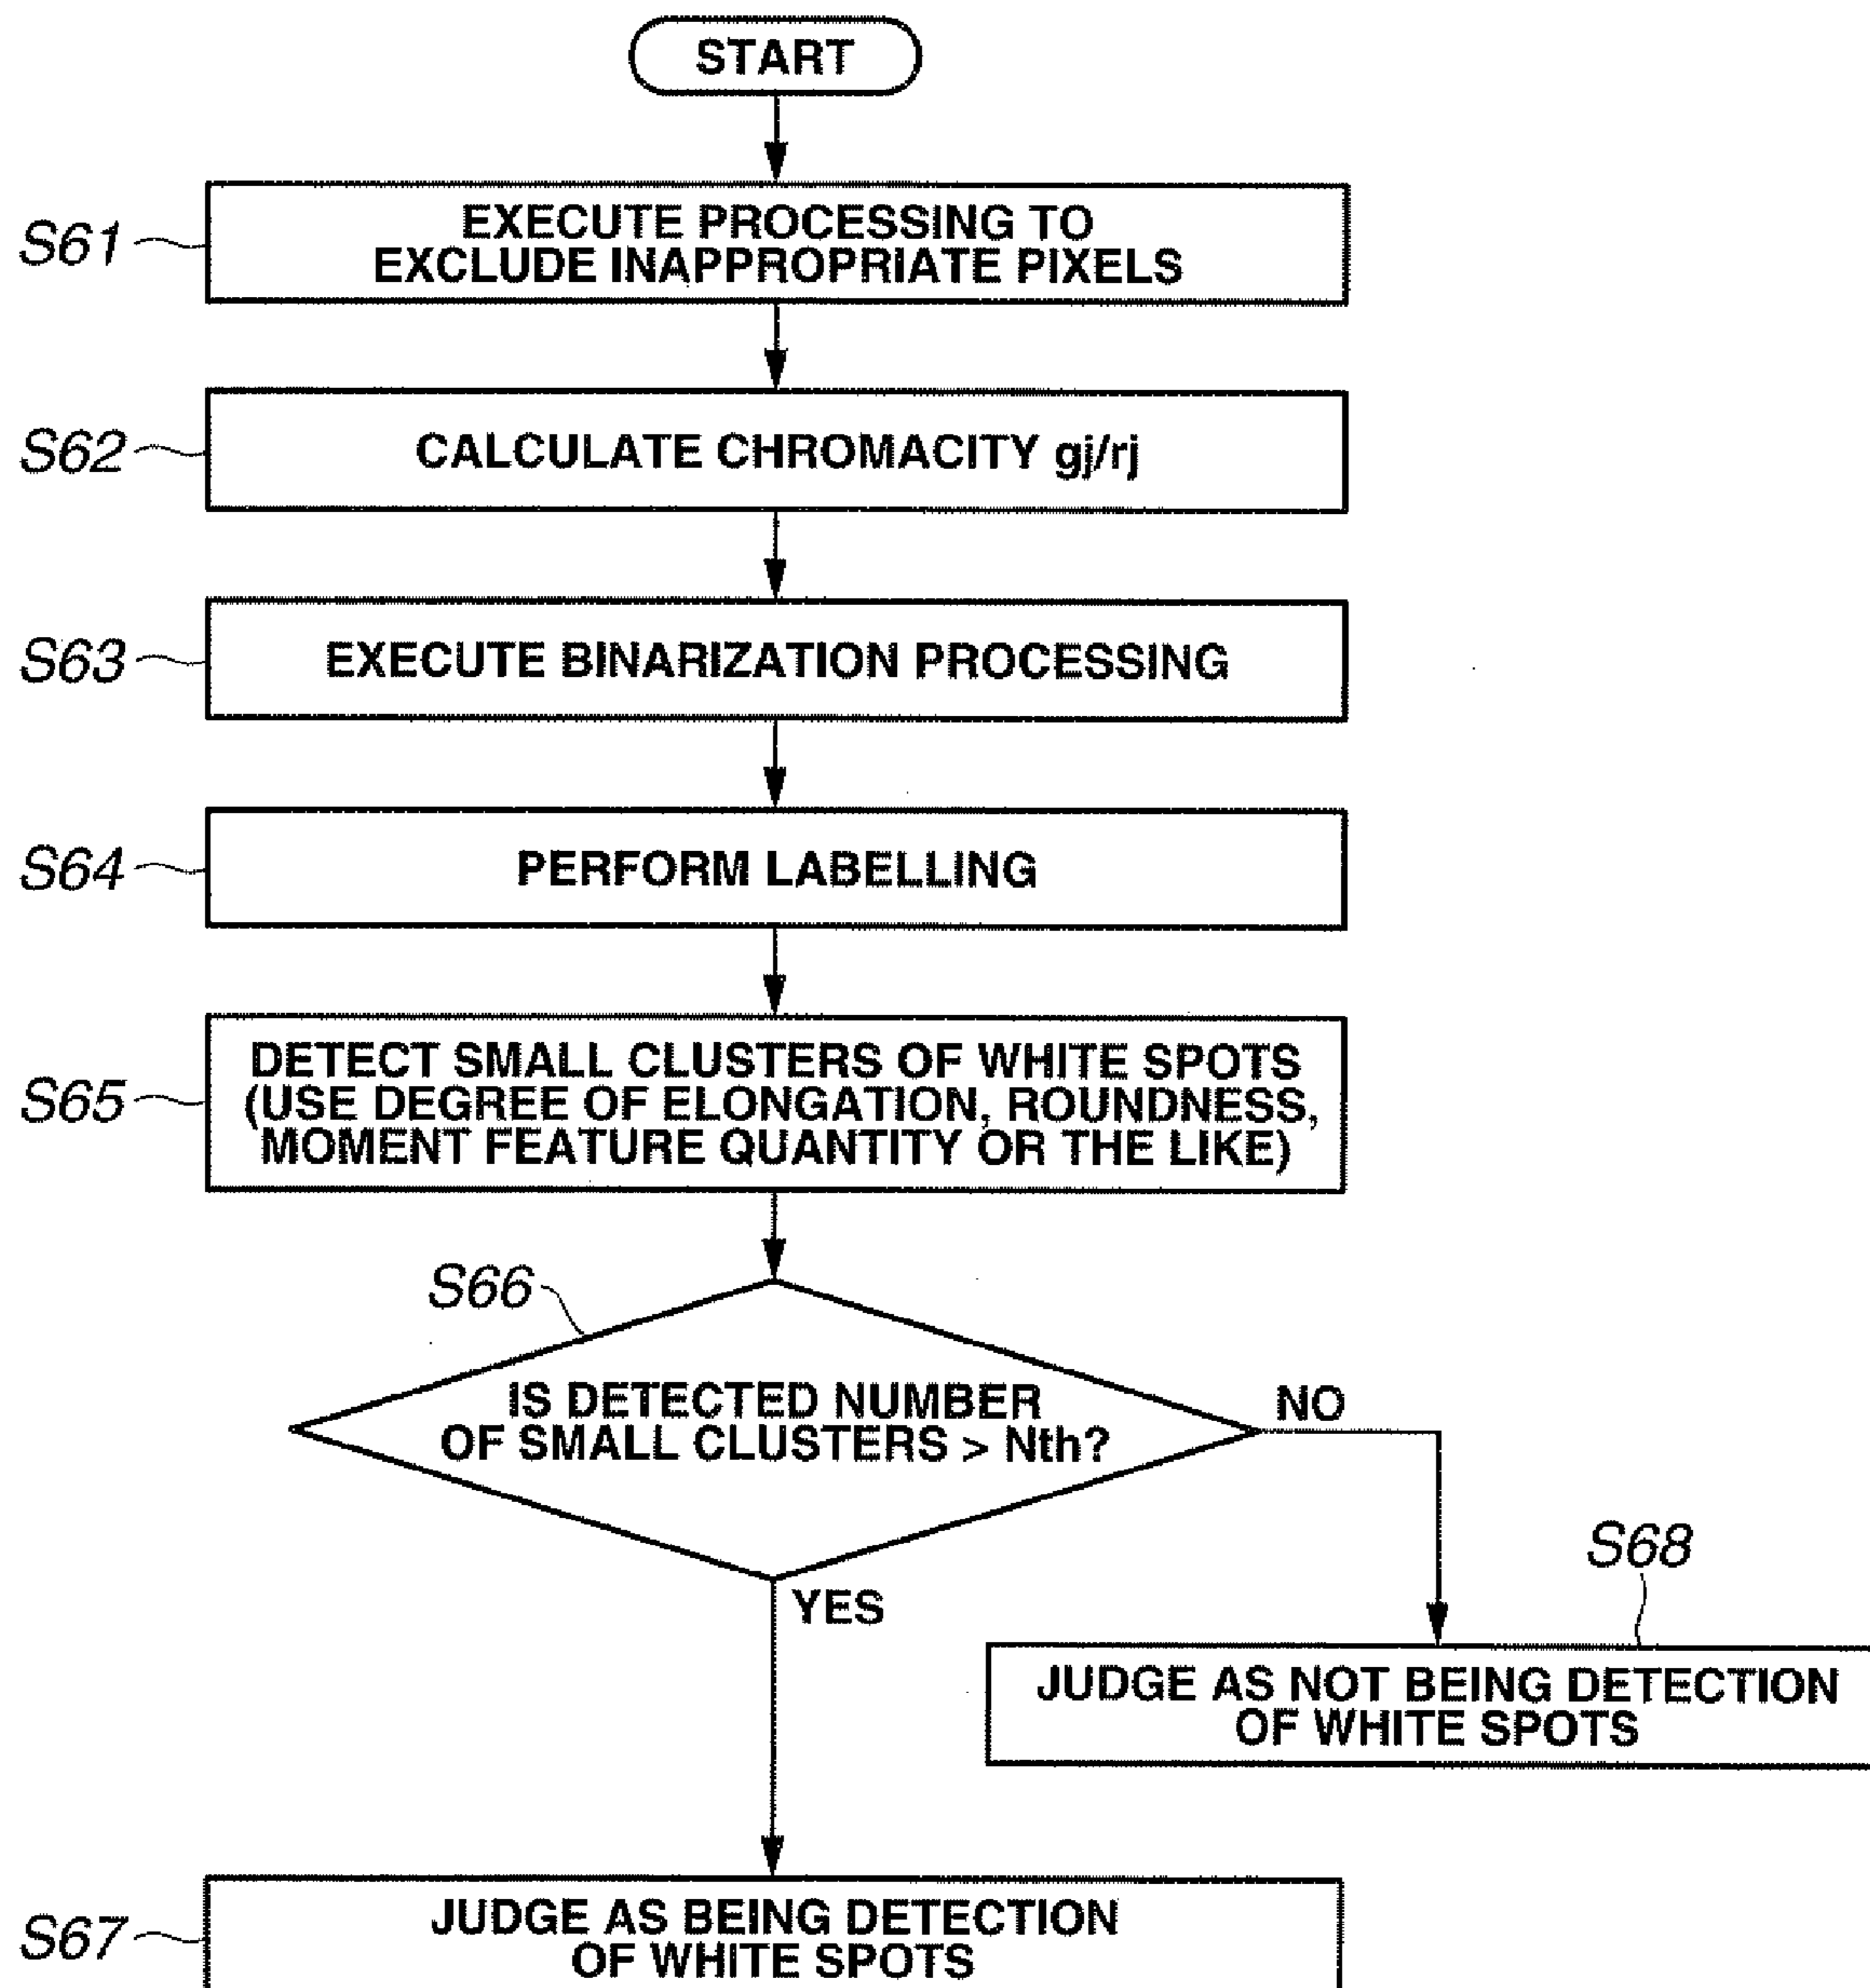 START
S61
EXECUTE PROCESSING TO
EXCLUDE INAPPROPRIATE PIXELS
S62
CALCULATE CHROMACITY gj/rj
S63
EXECUTE BINARIZATION PROCESSING
S64
PERFORM LABELLING
S65
DETECT SMALL CLUSTERS OF WHITE SPOTS
(USE DEGREE OF ELONGATION, ROUNDNESS,
MOMENT FEATURE QUANTITY OR THE LIKE)
S66
IS DETECTED NUMBER
OF SMALL CLUSTERS > Nth?
NO
YES
S68
JUDGE AS NOT BEING DETECTION
OF WHITE SPOTS
S67
JUDGE AS BEING DETECTION
OF WHITE SPOTS